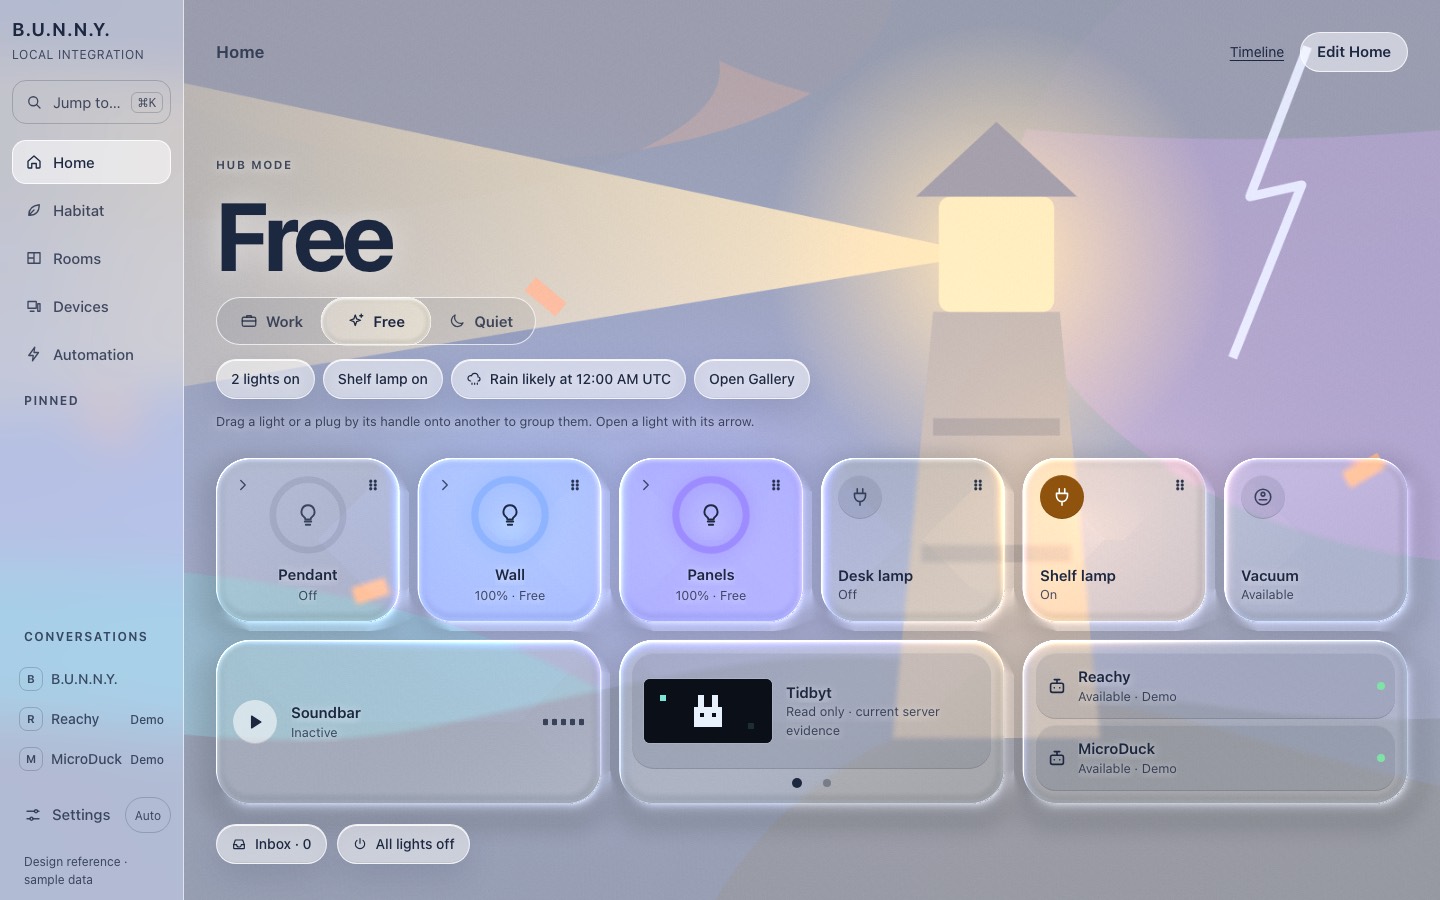 B.U.N.N.Y.
LOCAL INTEGRATION
Jump to...
⌘K
Home
Habitat
Rooms
Devices
Automation
PINNED
CONVERSATIONS
B B.U.N.N.Y.
R Reachy Demo
M MicroDuck Demo
Settings Auto
Design reference ·
sample data
Home
Timeline
Edit Home
HUB MODE
Free
Work Free Quiet
2 lights on
Shelf lamp on
Rain likely at 12:00 AM UTC
Open Gallery
Drag a light or a plug by its handle onto another to group them. Open a light with its arrow.
Pendant
Off
Wall
100% · Free
Panels
100% · Free
Desk lamp
Off
Shelf lamp
On
Vacuum
Available
Soundbar
Inactive
Tidbyt
Read only · current server
evidence
Reachy
Available · Demo
MicroDuck
Available · Demo
Inbox · 0
All lights off